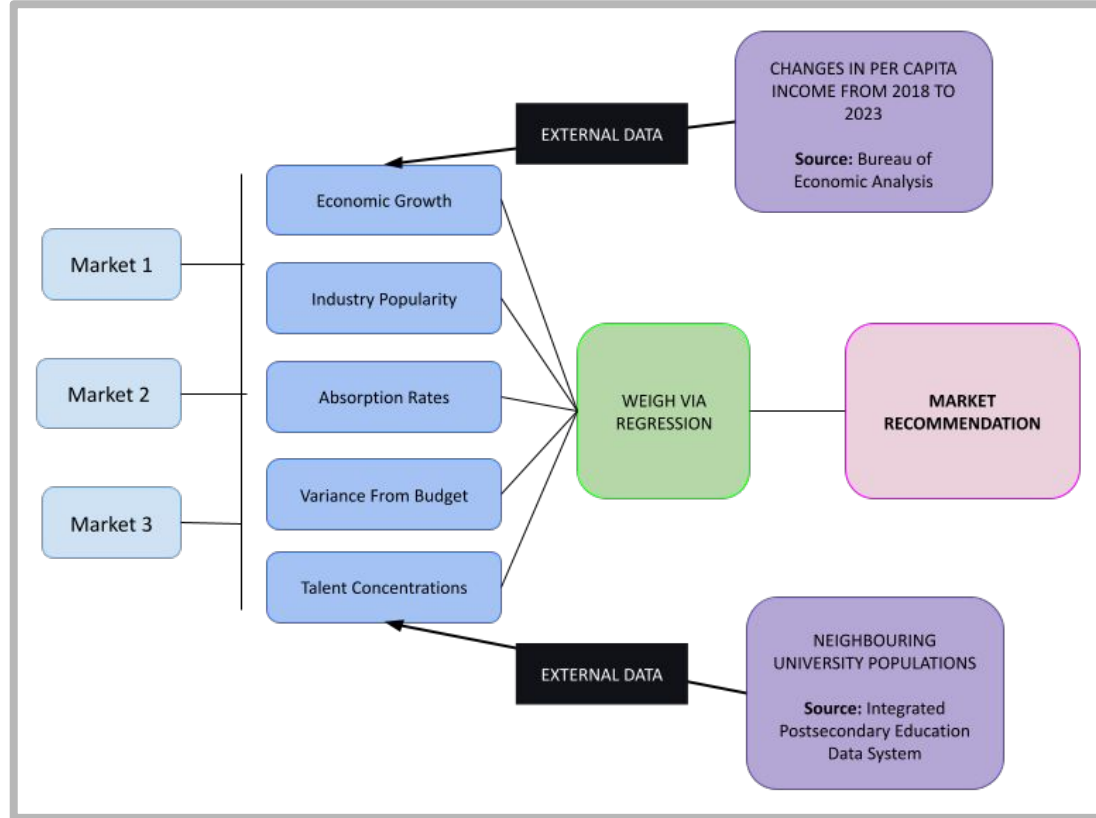 CHANGES IN PER CAPITA
INCOME FROM 2018 TO
2023
Source: Bureau of
Economic Analysis
EXTERNAL DATA
Economic Growth
Market 1
Industry Popularity
Market 2
Absorption Rates
WEIGH VIA
REGRESSION
MARKET
RECOMMENDATION
Variance From Budget
Market 3
Talent Concentrations
EXTERNAL DATA
NEIGHBOURING
UNIVERSITY POPULATIONS
Source: Integrated
Postsecondary Education
Data System